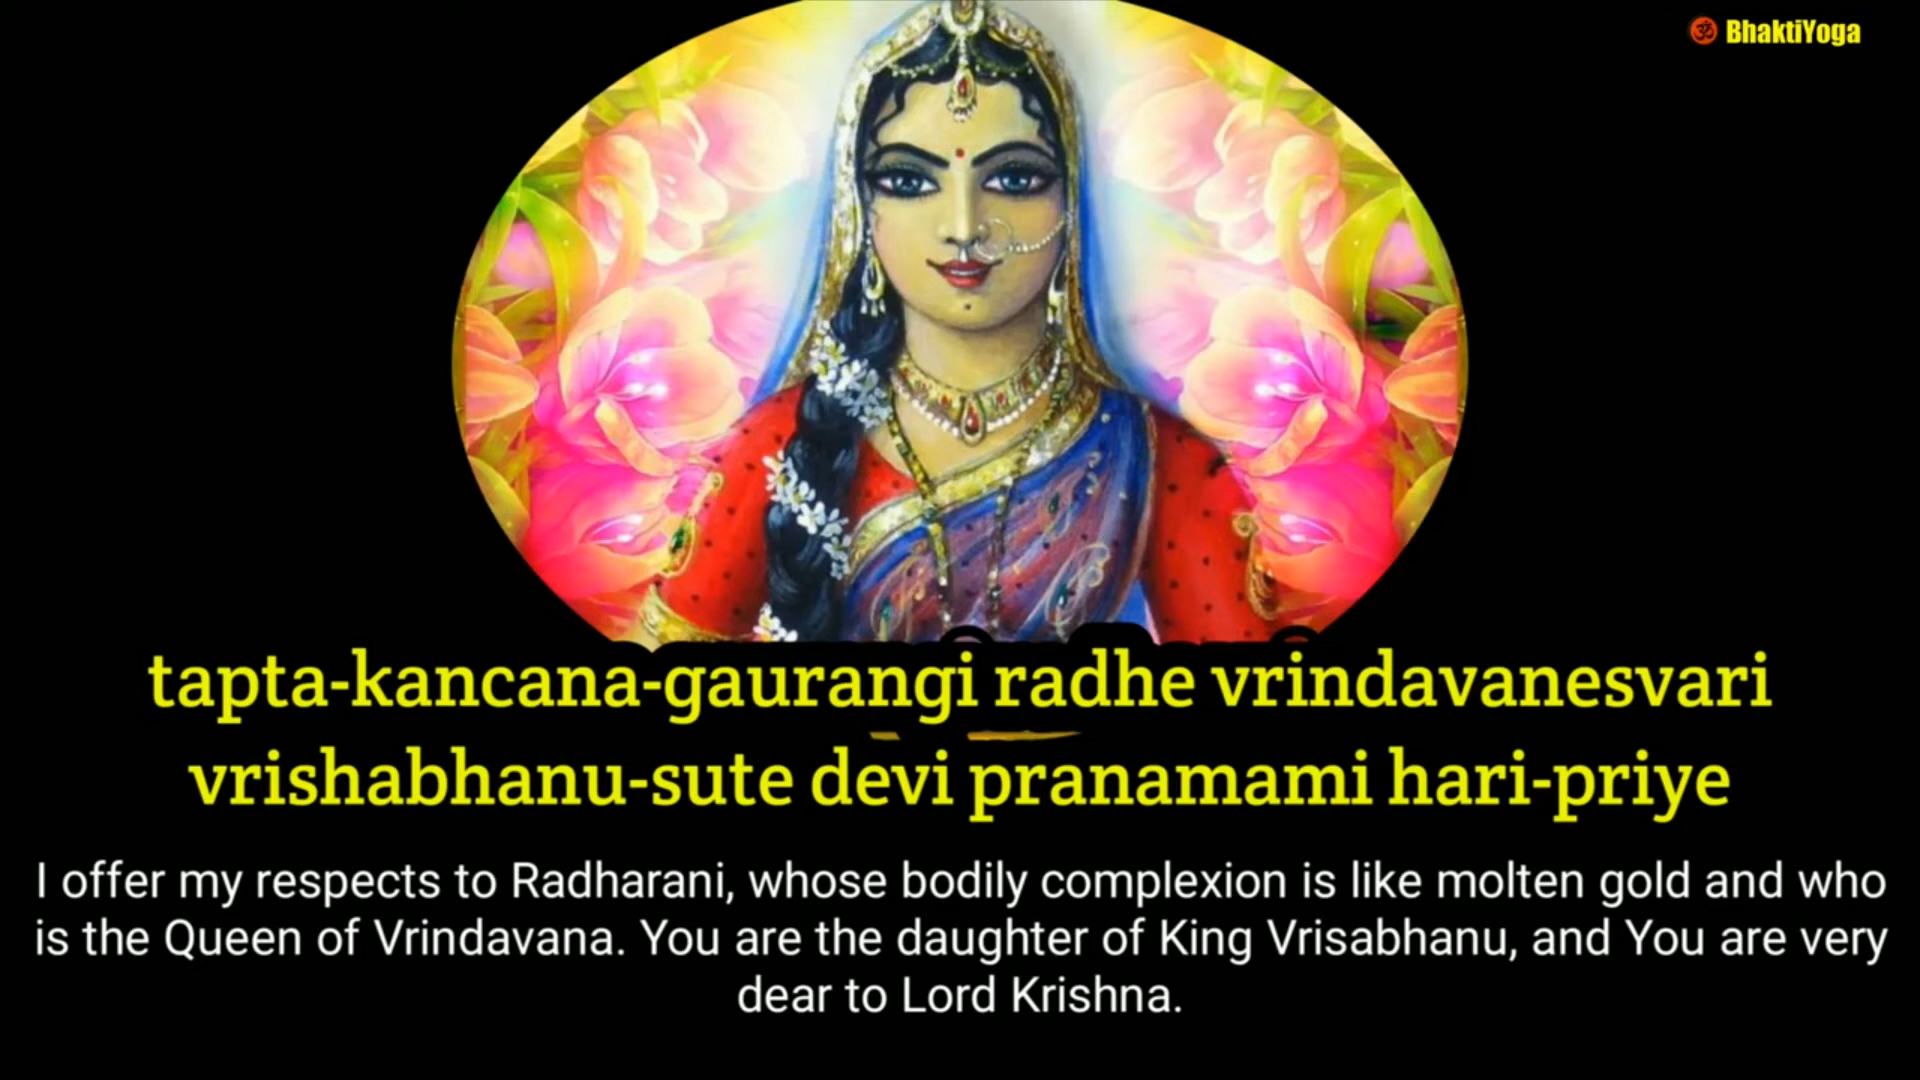 ॐ BhaktiYoga
tapta-kancana-gaurangi radhe vrindavanesvari
vrishabhanu-sute devi pranamami hari-priye
I offer my respects to Radharani, whose bodily complexion is like molten gold and who
is the Queen of Vrindavana. You are the daughter of King Vrisabhanu, and You are very
dear to Lord Krishna.